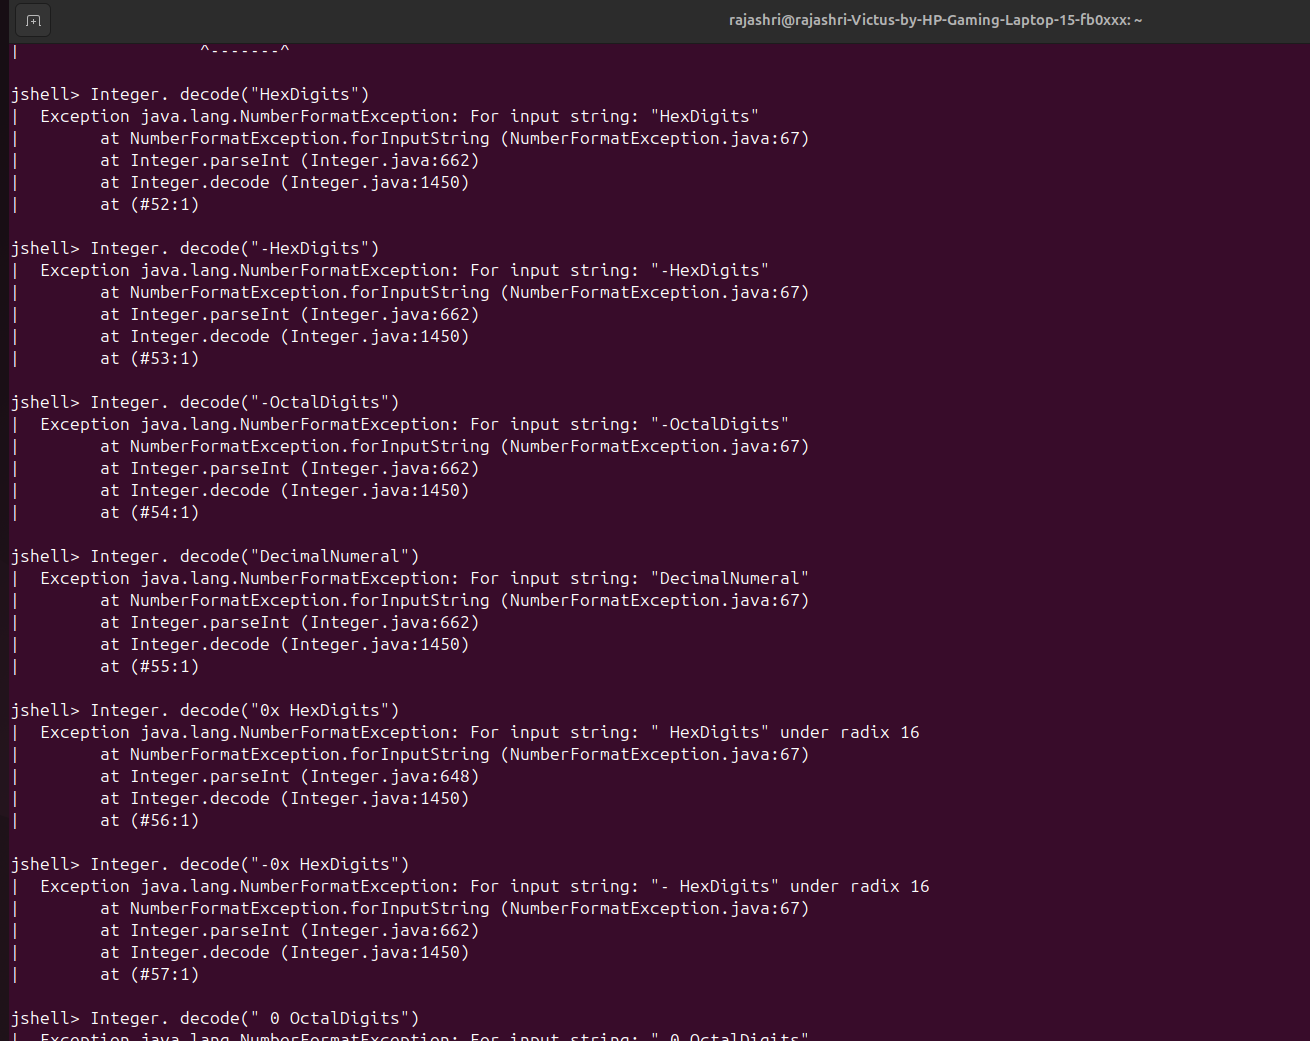 rajashri@rajashri-Victus-by-HP-Gaming-Laptop-15-fb0xxx: ~
|                  ^-------^
jshell> Integer. decode("HexDigits")
|  Exception java.lang.NumberFormatException: For input string: "HexDigits"
|        at NumberFormatException.forInputString (NumberFormatException.java:67)
|        at Integer.parseInt (Integer.java:662)
|        at Integer.decode (Integer.java:1450)
|        at (#52:1)
jshell> Integer. decode("-HexDigits")
|  Exception java.lang.NumberFormatException: For input string: "-HexDigits"
|        at NumberFormatException.forInputString (NumberFormatException.java:67)
|        at Integer.parseInt (Integer.java:662)
|        at Integer.decode (Integer.java:1450)
|        at (#53:1)
jshell> Integer. decode("-OctalDigits")
|  Exception java.lang.NumberFormatException: For input string: "-OctalDigits"
|        at NumberFormatException.forInputString (NumberFormatException.java:67)
|        at Integer.parseInt (Integer.java:662)
|        at Integer.decode (Integer.java:1450)
|        at (#54:1)
jshell> Integer. decode("DecimalNumeral")
|  Exception java.lang.NumberFormatException: For input string: "DecimalNumeral"
|        at NumberFormatException.forInputString (NumberFormatException.java:67)
|        at Integer.parseInt (Integer.java:662)
|        at Integer.decode (Integer.java:1450)
|        at (#55:1)
jshell> Integer. decode("0x HexDigits")
|  Exception java.lang.NumberFormatException: For input string: " HexDigits" under radix 16
|        at NumberFormatException.forInputString (NumberFormatException.java:67)
|        at Integer.parseInt (Integer.java:648)
|        at Integer.decode (Integer.java:1450)
|        at (#56:1)
jshell> Integer. decode("-0x HexDigits")
|  Exception java.lang.NumberFormatException: For input string: "- HexDigits" under radix 16
|        at NumberFormatException.forInputString (NumberFormatException.java:67)
|        at Integer.parseInt (Integer.java:662)
|        at Integer.decode (Integer.java:1450)
|        at (#57:1)
jshell> Integer. decode(" 0 OctalDigits")
|  Exception java.lang.NumberFormatException: For input string: " 0 OctalDigits"